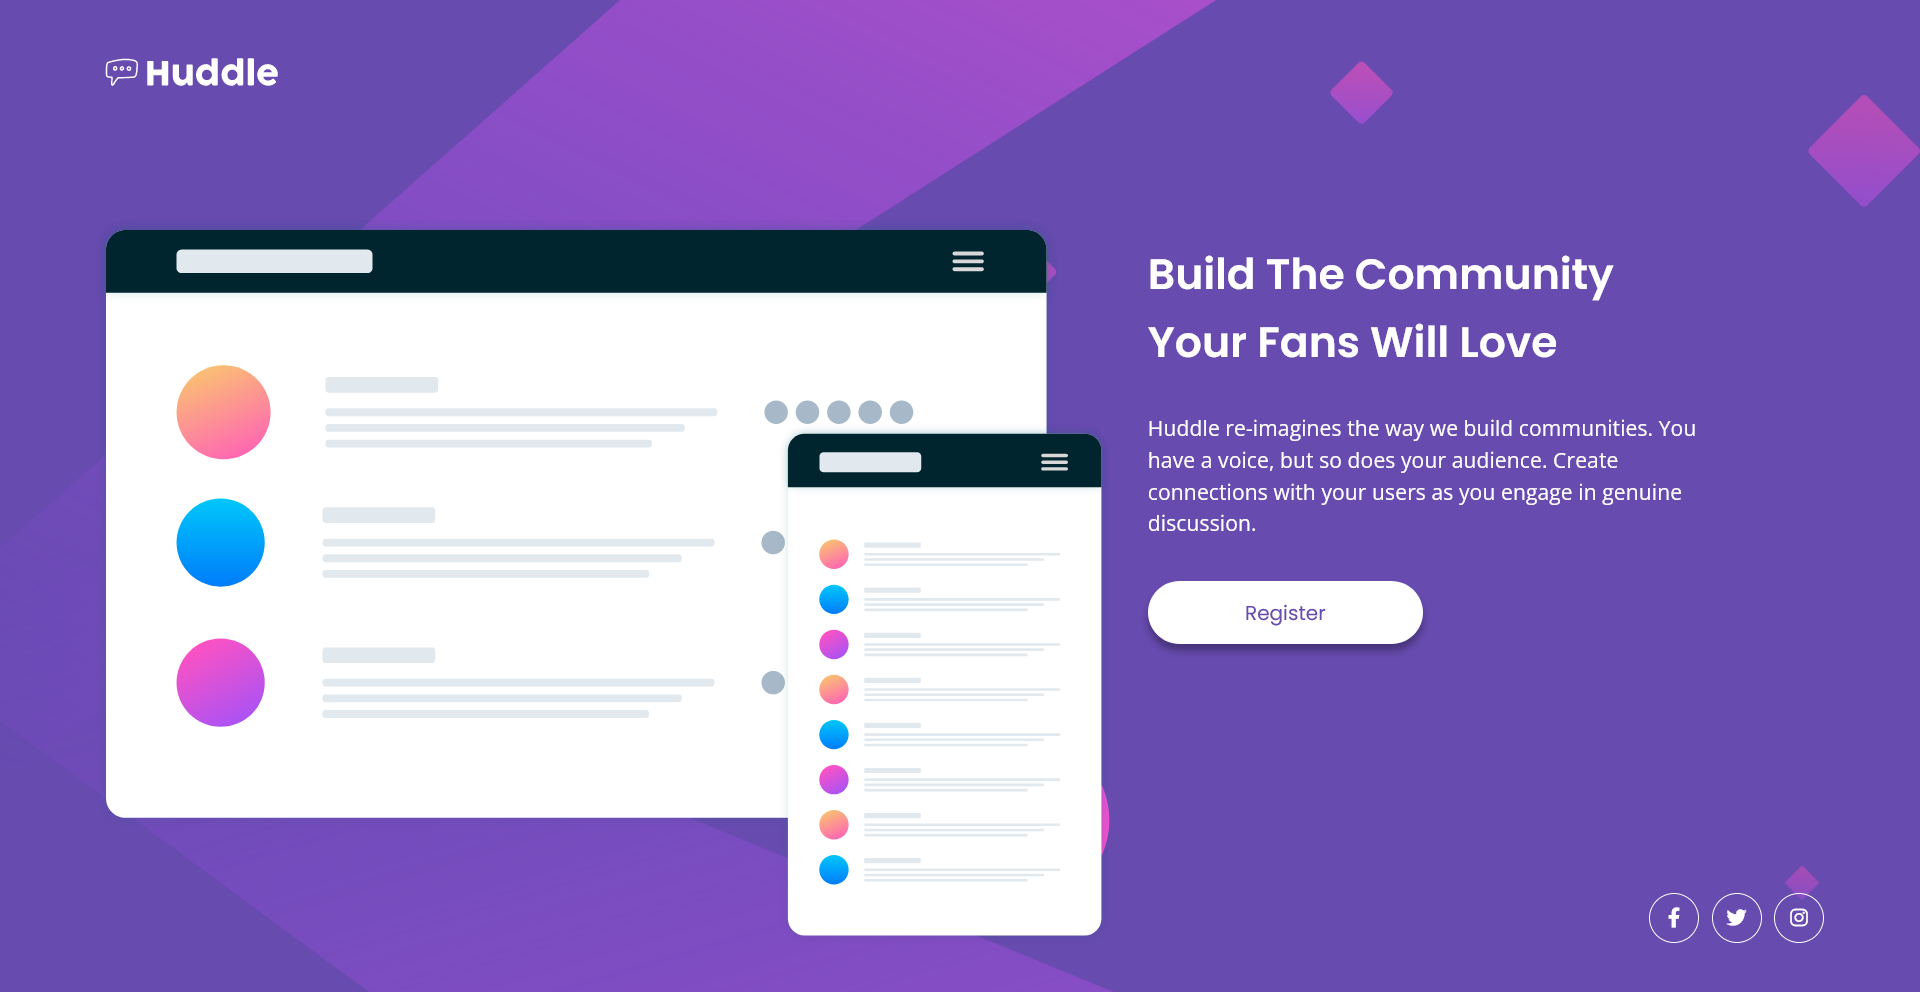 Huddle
Build The Community
Your Fans Will Love
Huddle re-imagines the way we build communities. You
have a voice, but so does your audience. Create
connections with your users as you engage in genuine
discussion.
Register